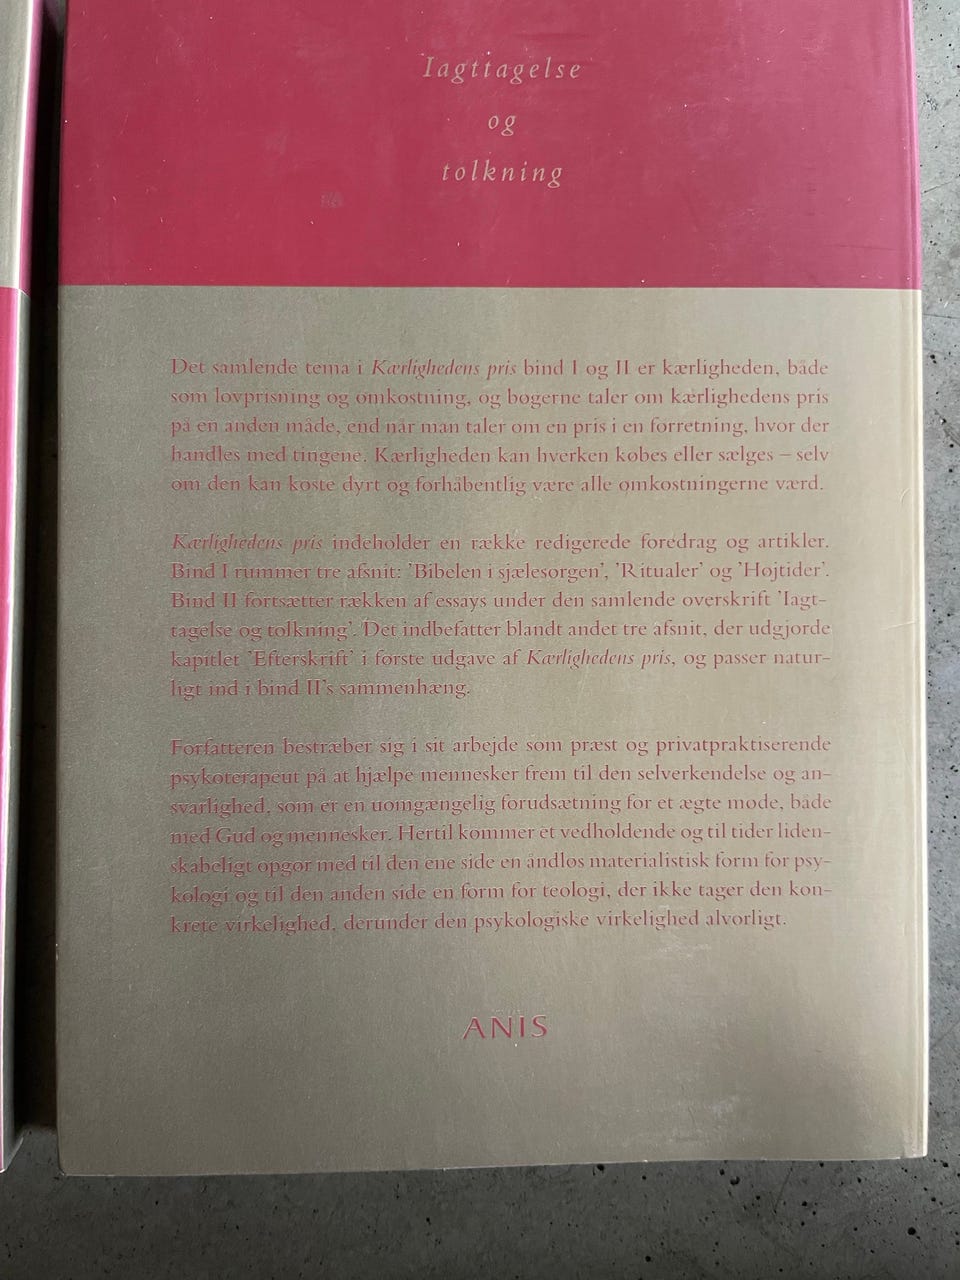 Iagttagelse
og
tolkning
Det samlende tema i Kærlighedens pris bind I og II er kærligheden, både
som lovprisning og omkostning, og bøgerne taler om kærlighedens pris
på en anden måde, end når man taler om en pris i en forretning, hvor der
handles med tingene. Kærligheden kan hverken købes eller sælges – selv
om den kan koste dyrt og forhåbentlig være alle omkostningerne værd.
Kærlighedens pris indeholder en række redigerede foredrag og artikler.
Bind I rummer tre afsnit: ’Bibelen i sjælesorgen’, ’Ritualer’ og ’Højtider’.
Bind II fortsætter rækken af essays under den samlende overskrift ’Iagt-
tagelse og tolkning’. Det indbefatter blandt andet tre afsnit, der udgjorde
kapitlet ’Efterskrift’ i første udgave af Kærlighedens pris, og passer natur-
ligt ind i bind II’s sammenhæng.
Forfatteren bestræber sig i sit arbejde som præst og privatpraktiserende
psykoterapeut på at hjælpe mennesker frem til den selverkendelse og an-
svarlighed, som er en uomgængelig forudsætning for et ægte møde, både
med Gud og mennesker. Hertil kommer et vedholdende og til tider liden-
skabeligt opgør med til den ene side en åndløs materialistisk form for psy-
kologi og til den anden side en form for teologi, der ikke tager den kon-
krete virkelighed, derunder den psykologiske virkelighed alvorligt.
ANIS